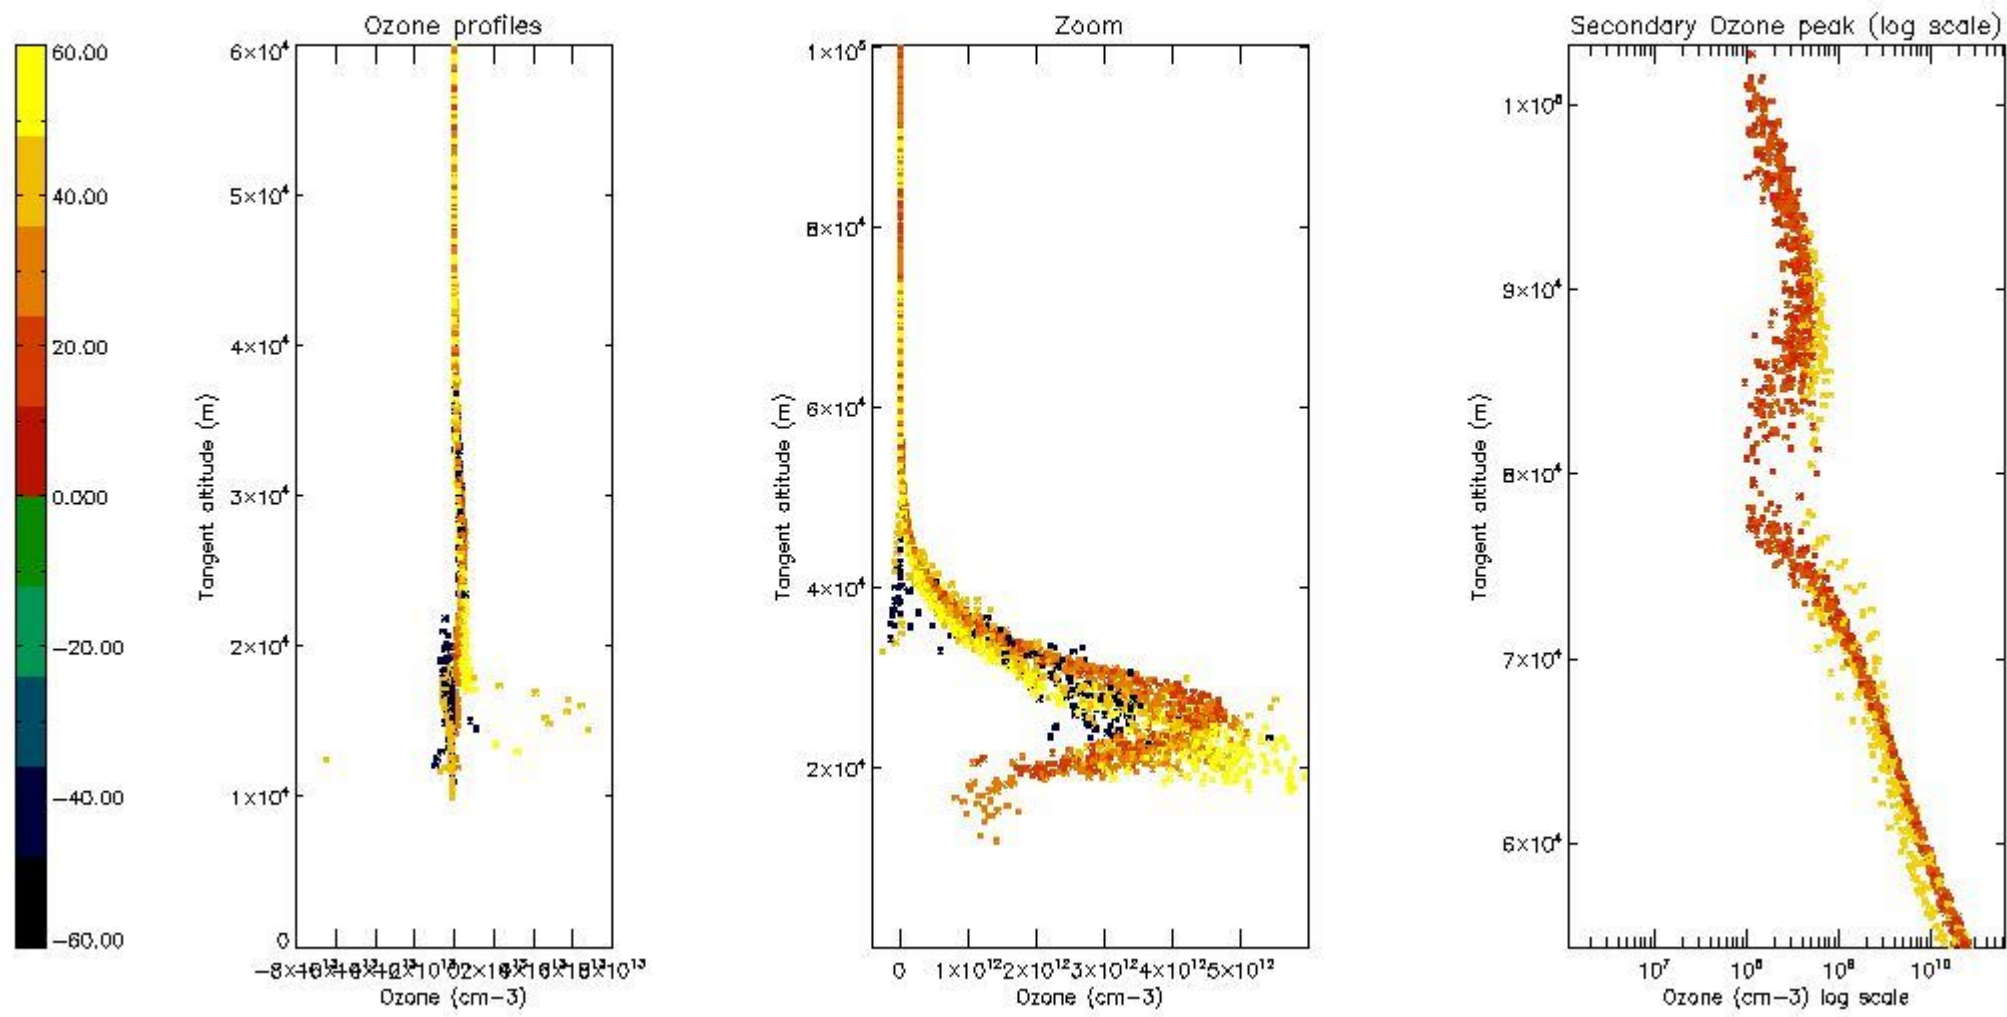 Ozone profiles
Zoom
Secondary Ozone peak (log scale)
60.00
40.00
20.00
−20.00
−40.00
−60.00
6×10⁴
5×10⁴
4×10⁴
3×10⁴
2×10⁴
1×10⁴
0
Tangent altitude (m)
Ozone (cm−3)
1×10⁵
8×10⁴
6×10⁴
4×10⁴
2×10⁴
Tangent altitude (m)
0 1×10¹² 2×10¹² 3×10¹² 4×10¹² 5×10¹²
Ozone (cm−3)
9×10⁴
8×10⁴
7×10⁴
6×10⁴
Tangent altitude (m)
10⁷ 10⁸ 10⁹ 10¹⁰
Ozone (cm−3) log scale